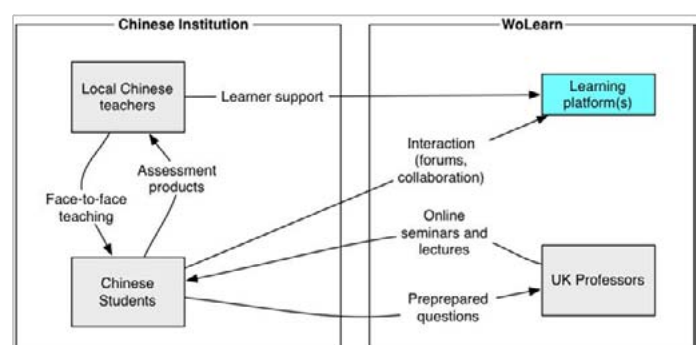 Chinese Institution
WoLearn
Local Chinese
teachers
Learner support
Learning
platform(s)
Interaction
(forums,
collaboration)
Assessment
products
Face-to-face
teaching
Online
seminars and
lectures
Chinese
Students
UK Professors
Preprepared
questions